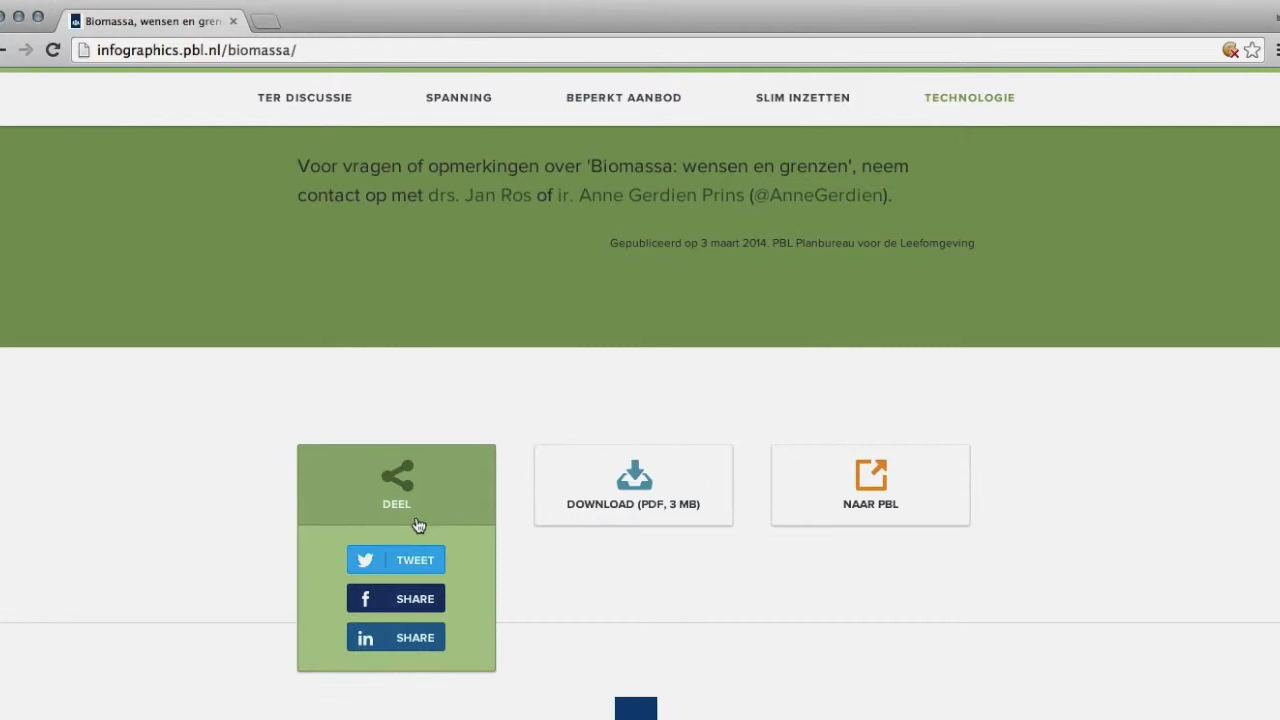 Biomassa, wensen en gren
infographics.pbl.nl/biomassa/
TER DISCUSSIE
SPANNING
BEPERKT AANBOD
SLIM INZETTEN
TECHNOLOGIE
Voor vragen of opmerkingen over 'Biomassa: wensen en grenzen', neem
contact op met drs. Jan Ros of ir. Anne Gerdien Prins (@AnneGerdien).
Gepubliceerd op 3 maart 2014. PBL Planbureau voor de Leefomgeving
DEEL
DOWNLOAD (PDF, 3 MB)
NAAR PBL
TWEET
f SHARE
in SHARE